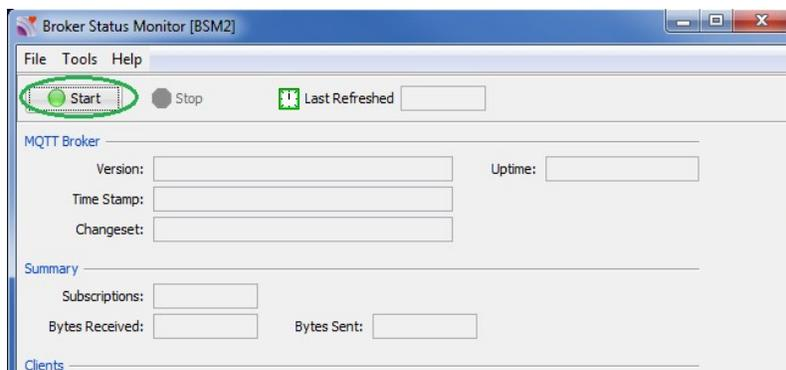 Broker Status Monitor [BSM2]
File Tools Help
Start Stop Last Refreshed
MQTT Broker
Version: Uptime:
Time Stamp:
Changeset:
Summary
Subscriptions:
Bytes Received: Bytes Sent:
Clients